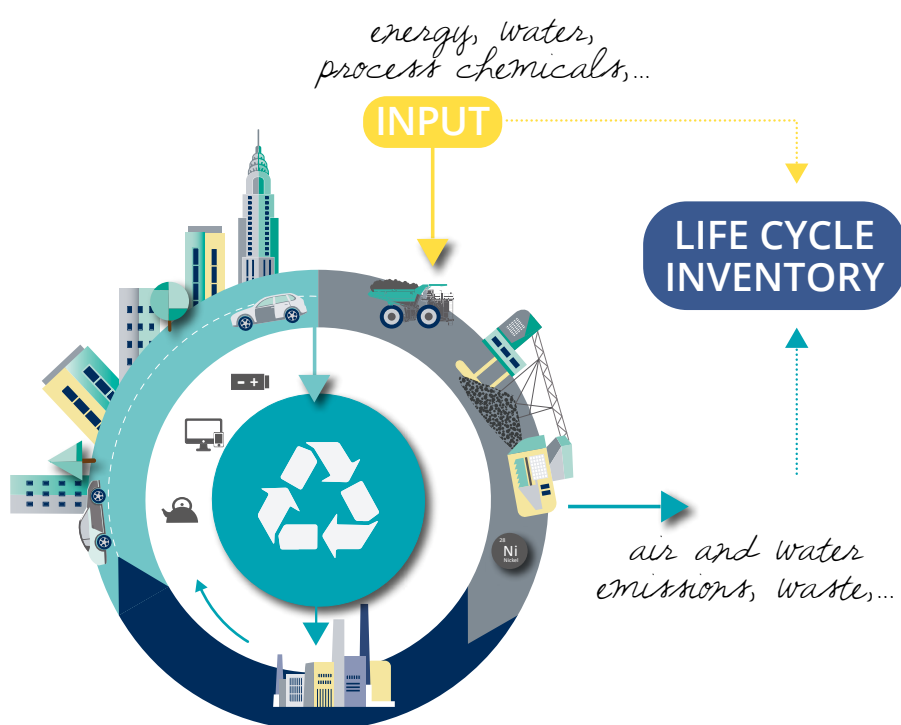 energy, water,
process chemicals,...
INPUT
LIFE CYCLE
INVENTORY
- +
28
Ni
Nickel
air and water
emissions, waste,...